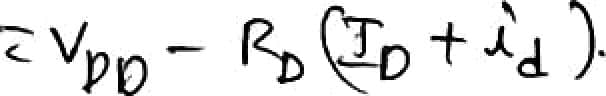 = V_DD - R_D (I_D + i_d).